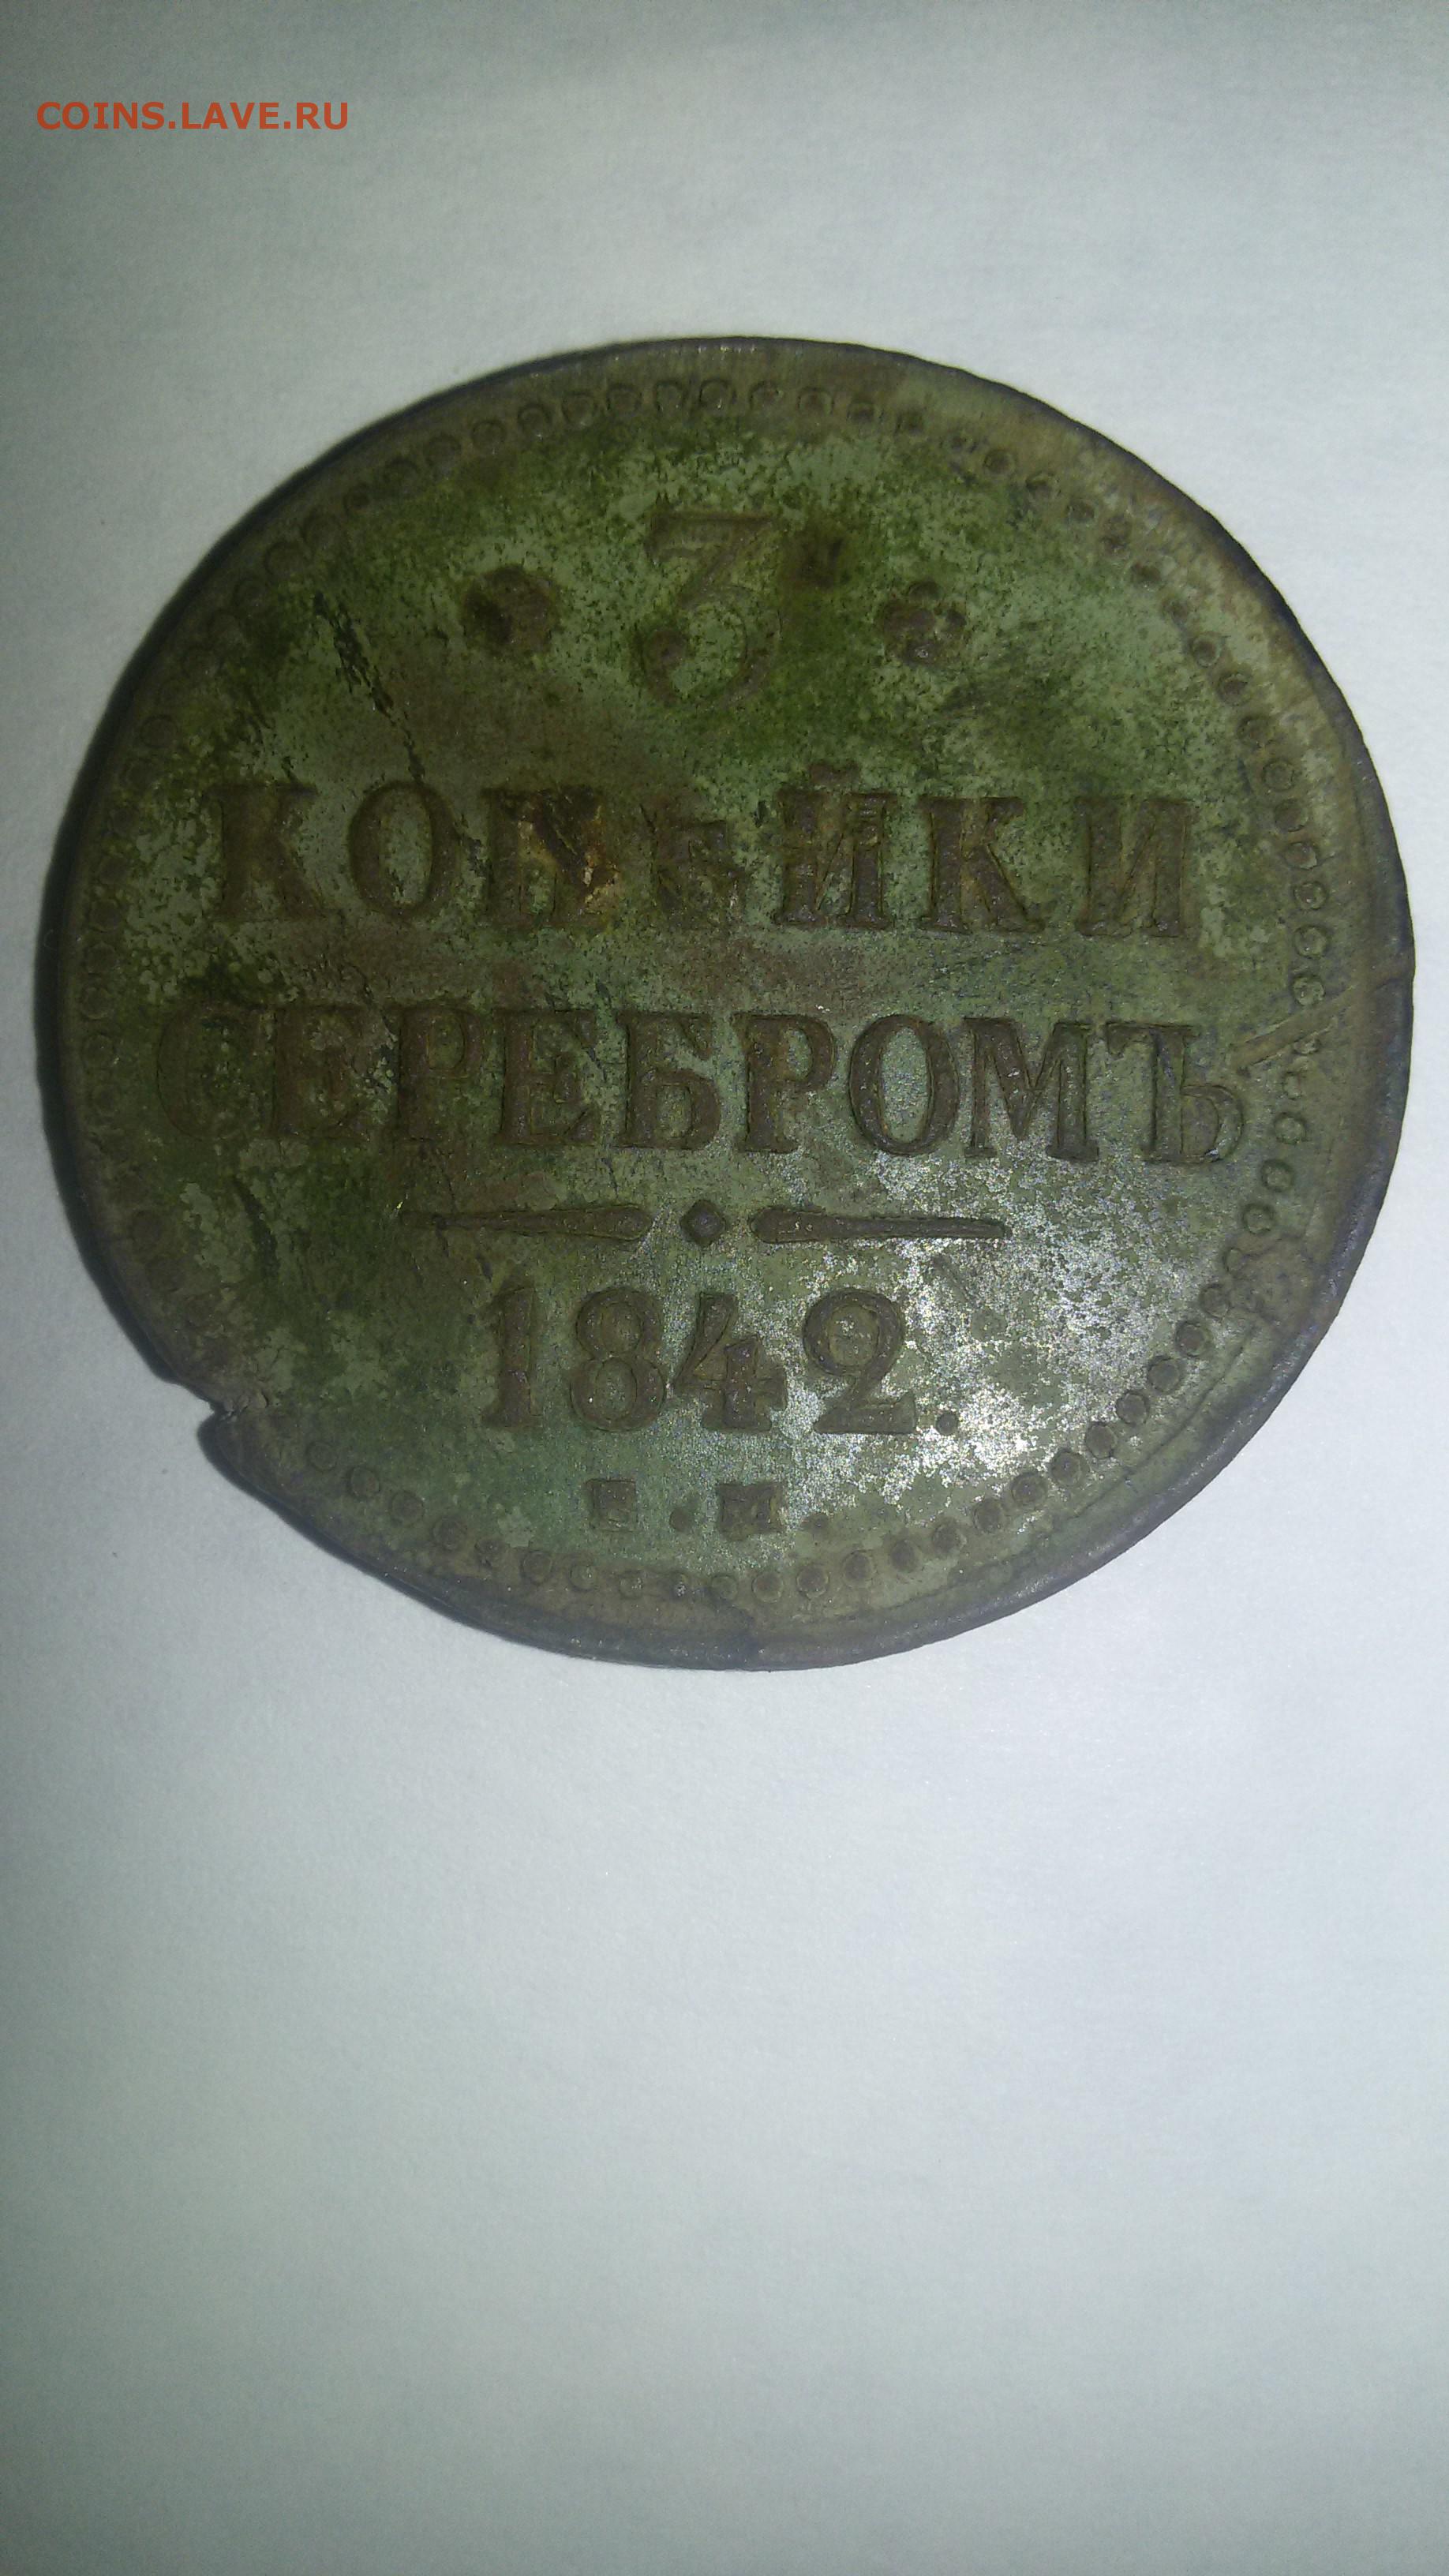 COINS.LAVE.RU
3
КОПѣЙКИ
СЕРЕБРОМЪ
1842.
Е.М.